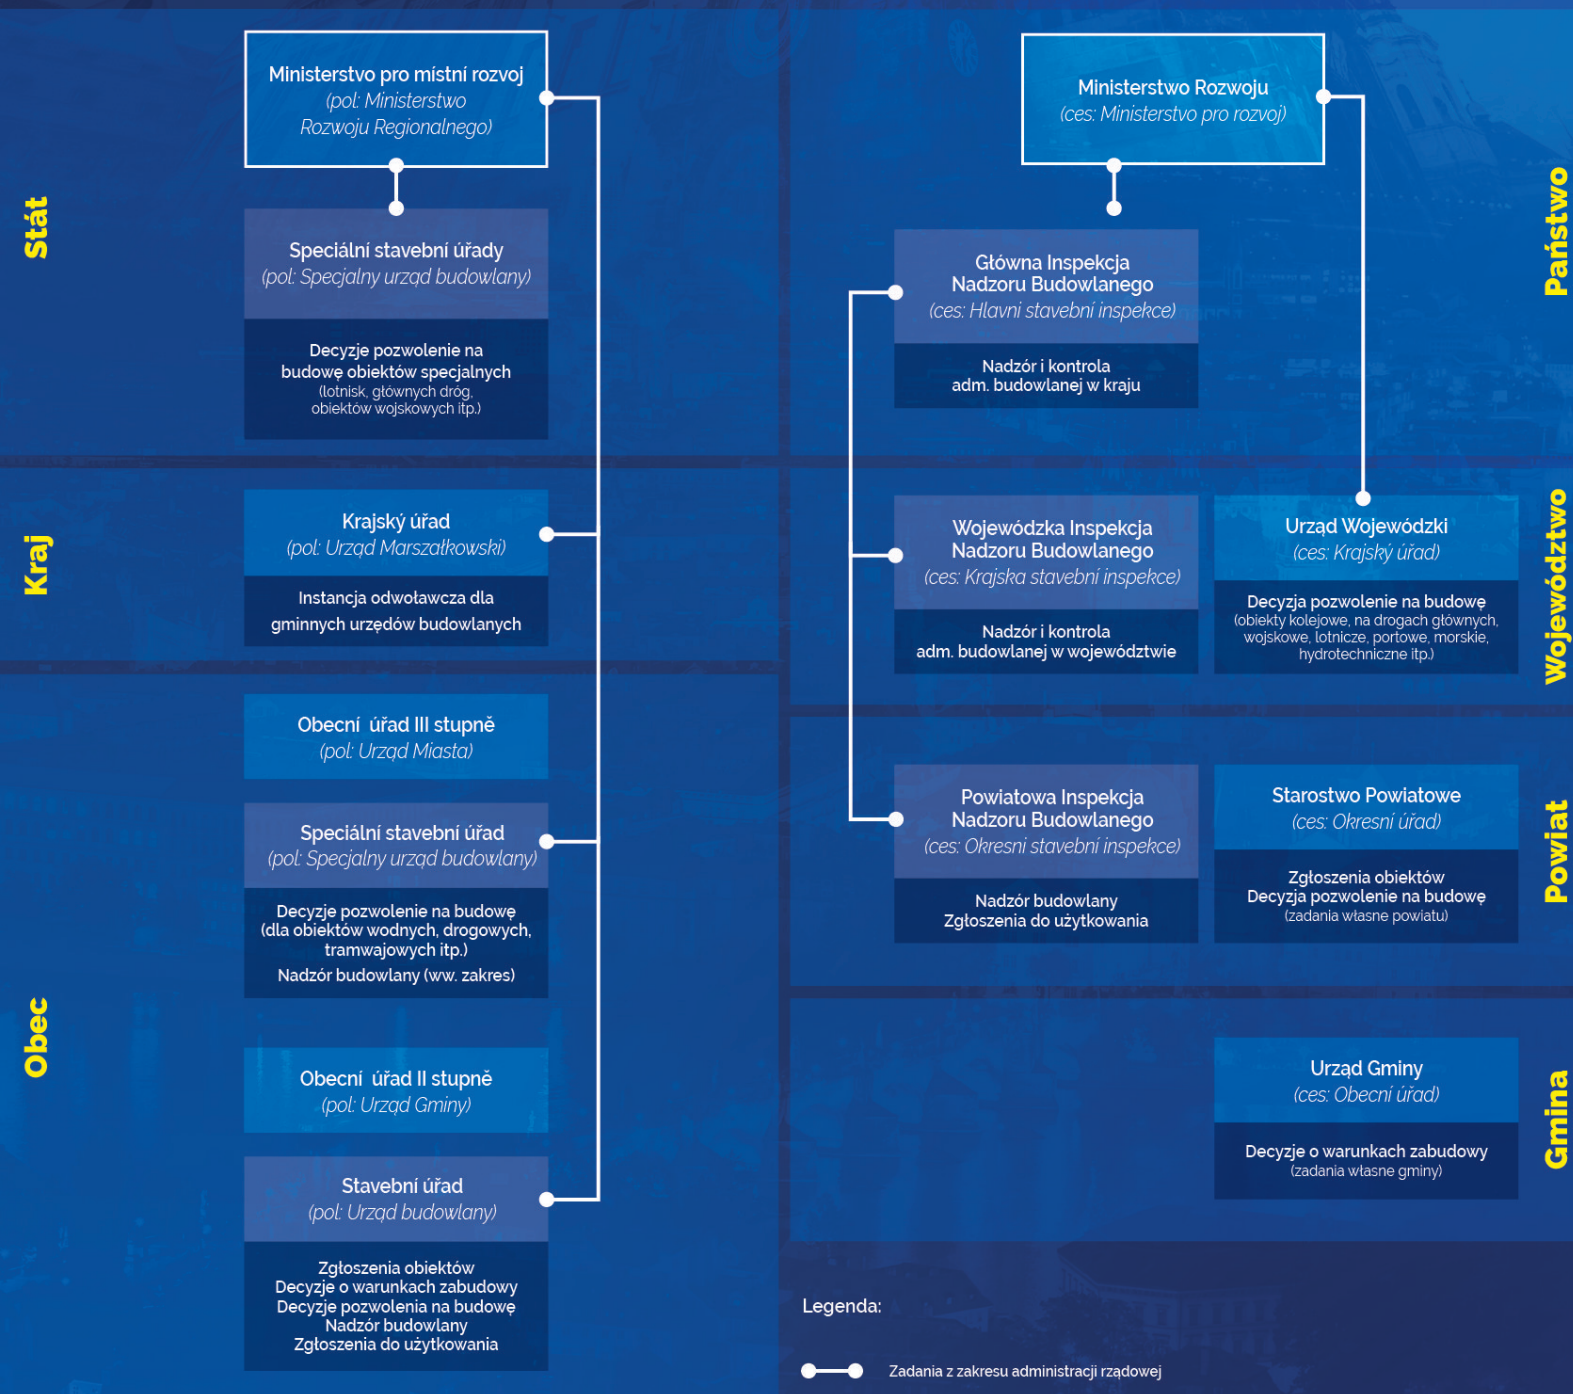 Stát
Ministerstvo pro místní rozvoj
(pol: Ministerstwo
Rozwoju Regionalnego)
Speciální stavební úřady
(pol: Specjalny urząd budowlany)
Decyzje pozwolenie na
budowę obiektów specjalnych
(lotnisk, głównych dróg,
obiektów wojskowych itp.)
Kraj
Krajský úřad
(pol: Urząd Marszałkowski)
Instancja odwoławcza dla
gminnych urzędów budowlanych
Obec
Obecní úřad III stupně
(pol: Urząd Miasta)
Speciální stavební úřad
(pol: Specjalny urząd budowlany)
Decyzje pozwolenie na budowę
(dla obiektów wodnych, drogowych,
tramwajowych itp.)
Nadzór budowlany (ww. zakres)
Obecní úřad II stupně
(pol: Urząd Gminy)
Stavební úřad
(pol: Urząd budowlany)
Zgłoszenia obiektów
Decyzje o warunkach zabudowy
Decyzje pozwolenia na budowę
Nadzór budowlany
Zgłoszenia do użytkowania
Państwo
Ministerstwo Rozwoju
(ces: Ministerstvo pro rozvoj)
Główna Inspekcja
Nadzoru Budowlanego
(ces: Hlavni stavební inspekce)
Nadzór i kontrola
adm. budowlanej w kraju
Województwo
Wojewódzka Inspekcja
Nadzoru Budowlanego
(ces: Krajska stavební inspekce)
Nadzór i kontrola
adm. budowlanej w województwie
Urząd Wojewódzki
(ces: Krajský úřad)
Decyzja pozwolenie na budowę
(obiekty kolejowe, na drogach głównych,
wojskowe, lotnicze, portowe, morskie,
hydrotechniczne itp.)
Powiat
Powiatowa Inspekcja
Nadzoru Budowlanego
(ces: Okresni stavební inspekce)
Nadzór budowlany
Zgłoszenia do użytkowania
Starostwo Powiatowe
(ces: Okresní úřad)
Zgłoszenia obiektów
Decyzja pozwolenie na budowę
(zadania własne powiatu)
Gmina
Urząd Gminy
(ces: Obecní úřad)
Decyzje o warunkach zabudowy
(zadania własne gminy)
Legenda:
Zadania z zakresu administracji rządowej